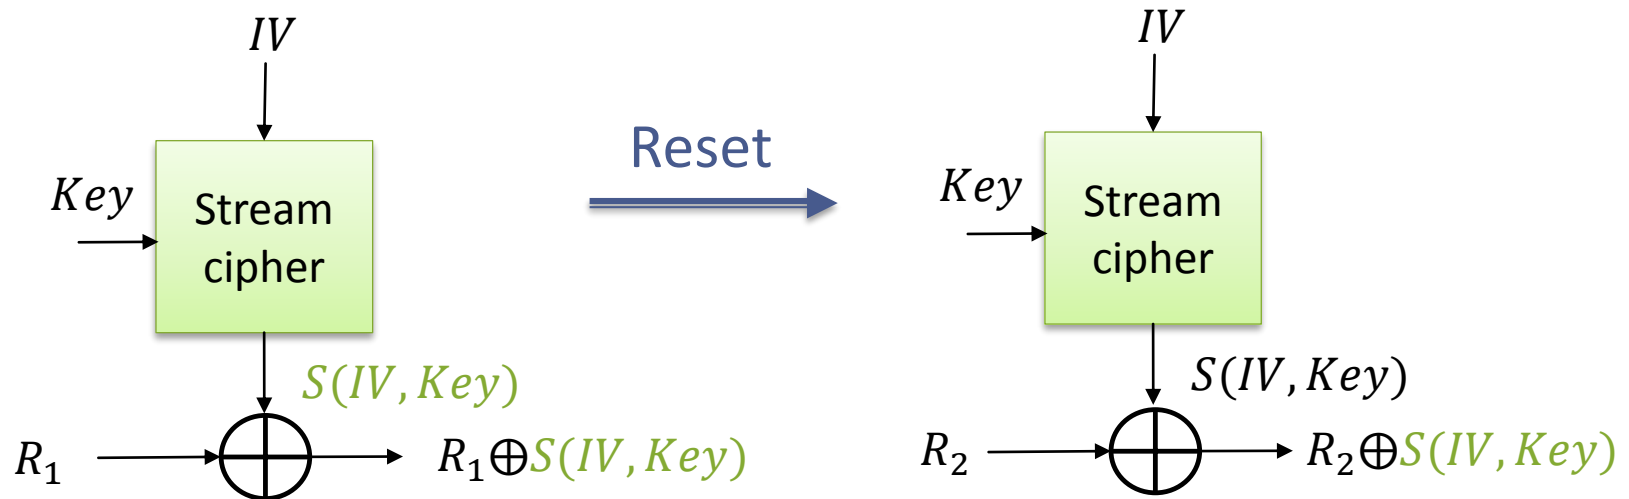 IV
Key
Stream
cipher
S(IV, Key)
R₁
R₁⊕S(IV, Key)
Reset
IV
Key
Stream
cipher
S(IV, Key)
R₂
R₂⊕S(IV, Key)